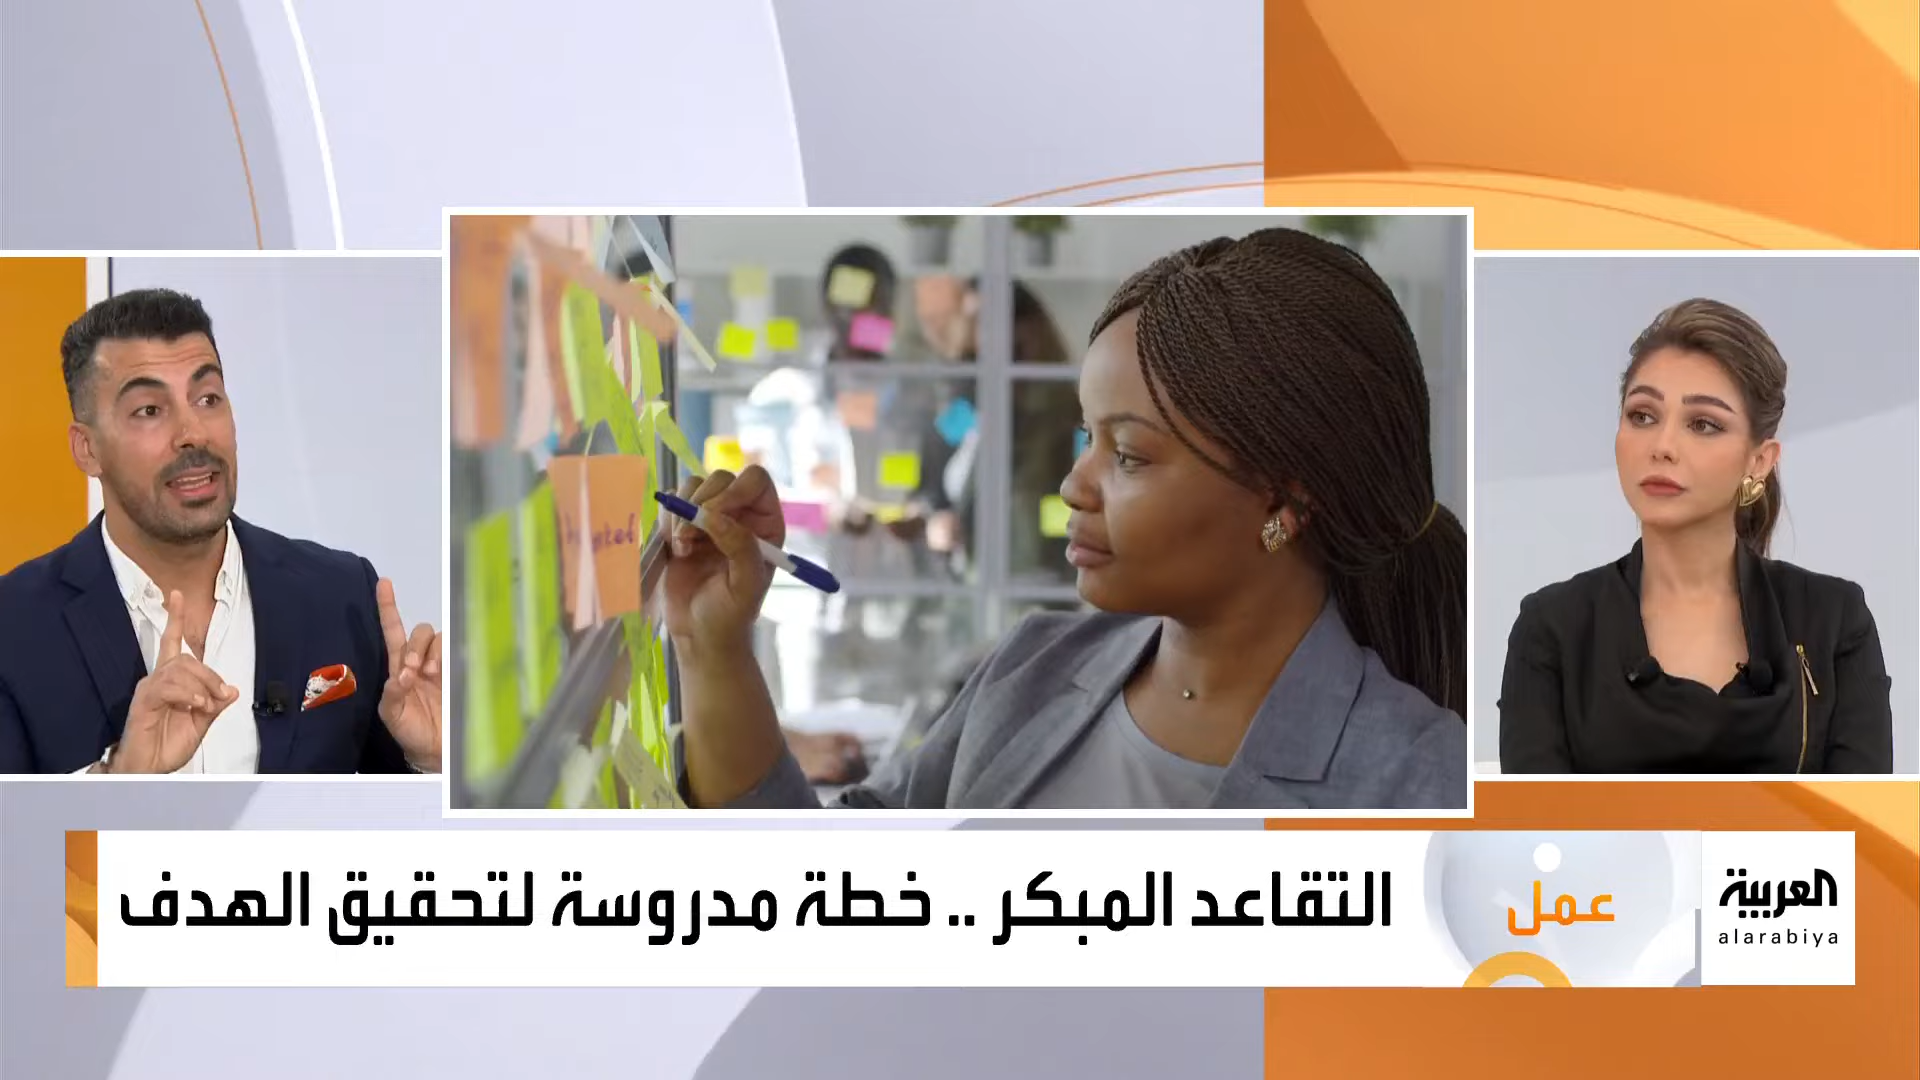 التقاعد المبكر .. خطة مدروسة لتحقيق الهدف
عمل
العربية
alarabiya